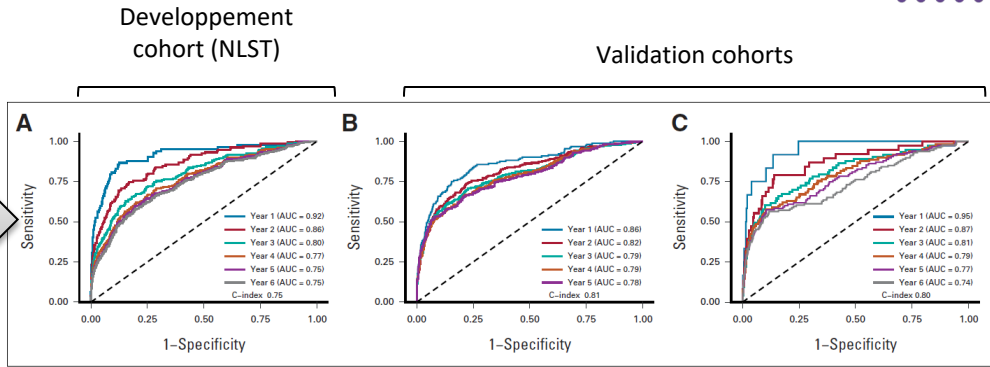 Developpement
cohort (NLST)
Validation cohorts
A
1.00
0.75
0.50
0.25
0.00
Sensitivity
Year 1 (AUC = 0.92)
Year 2 (AUC = 0.86)
Year 3 (AUC = 0.80)
Year 4 (AUC = 0.77)
Year 5 (AUC = 0.75)
Year 6 (AUC = 0.75)
C–index 0.75
0.00 0.25 0.50 0.75 1.00
1–Specificity
B
1.00
0.75
0.50
0.25
0.00
Sensitivity
Year 1 (AUC = 0.86)
Year 2 (AUC = 0.82)
Year 3 (AUC = 0.79)
Year 4 (AUC = 0.79)
Year 5 (AUC = 0.78)
C–index 0.81
0.00 0.25 0.50 0.75 1.00
1–Specificity
C
1.00
0.75
0.50
0.25
0.00
Sensitivity
Year 1 (AUC = 0.95)
Year 2 (AUC = 0.87)
Year 3 (AUC = 0.81)
Year 4 (AUC = 0.79)
Year 5 (AUC = 0.77)
Year 6 (AUC = 0.74)
C–index 0.80
0.00 0.25 0.50 0.75 1.00
1–Specificity